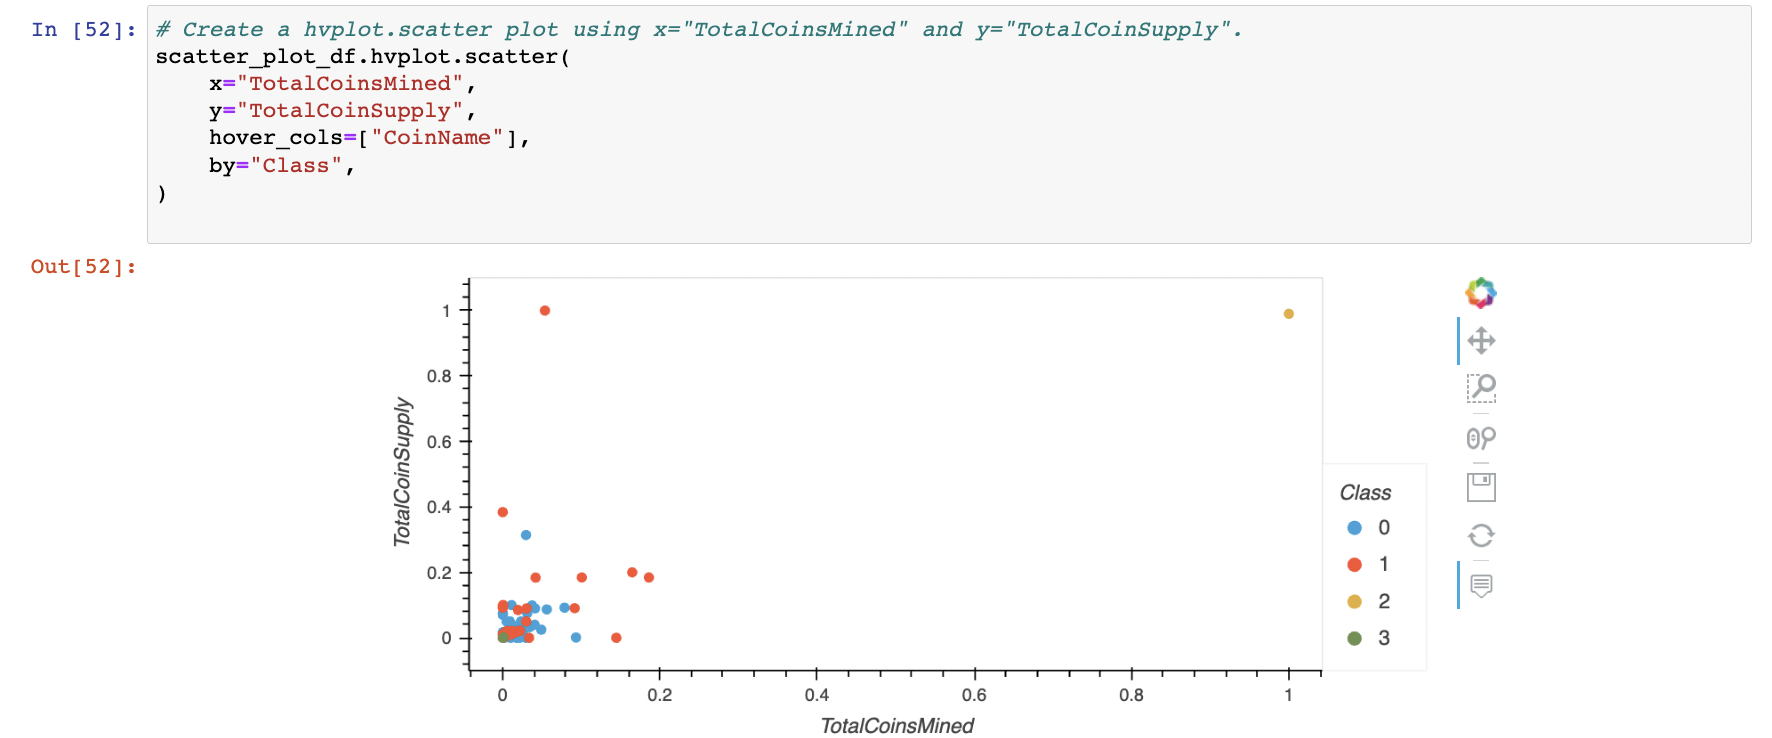 In [52]: # Create a hvplot.scatter plot using x="TotalCoinsMined" and y="TotalCoinSupply".
scatter_plot_df.hvplot.scatter(
    x="TotalCoinsMined",
    y="TotalCoinSupply",
    hover_cols=["CoinName"],
    by="Class",
)
Out[52]:
TotalCoinSupply
1
0.8
0.6
0.4
0.2
0
0 0.2 0.4 0.6 0.8 1
TotalCoinsMined
Class
0
1
2
3